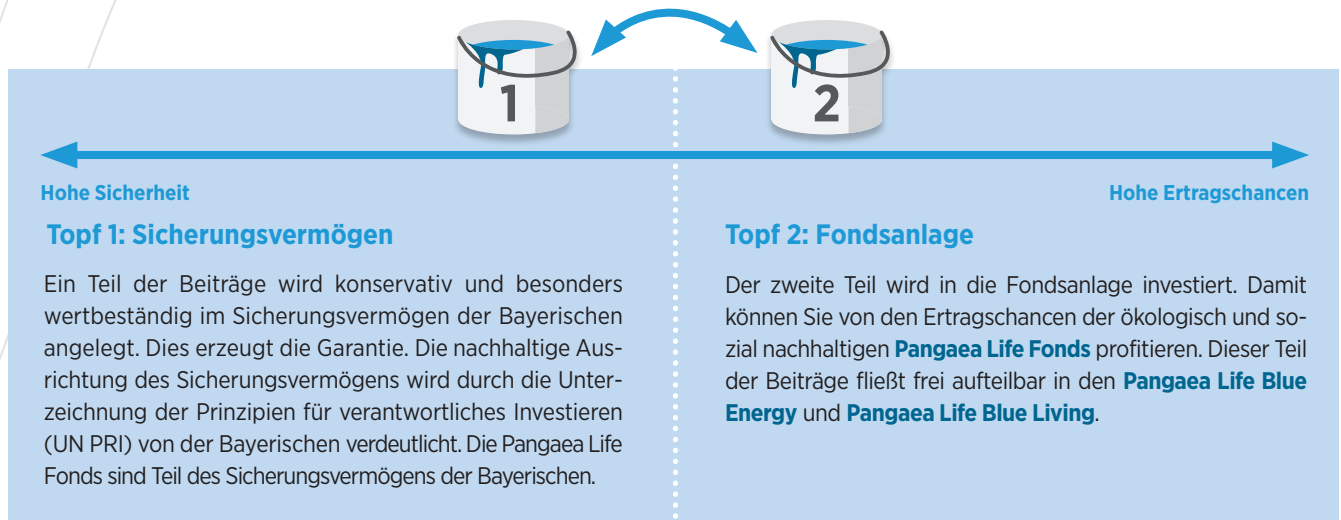 1
2
Hohe Sicherheit
Hohe Ertragschancen
Topf 1: Sicherungsvermögen
Ein Teil der Beiträge wird konservativ und besonders
wertbeständig im Sicherungsvermögen der Bayerischen
angelegt. Dies erzeugt die Garantie. Die nachhaltige Aus-
richtung des Sicherungsvermögens wird durch die Unter-
zeichnung der Prinzipien für verantwortliches Investieren
(UN PRI) von der Bayerischen verdeutlicht. Die Pangaea Life
Fonds sind Teil des Sicherungsvermögens der Bayerischen.
Topf 2: Fondsanlage
Der zweite Teil wird in die Fondsanlage investiert. Damit
können Sie von den Ertragschancen der ökologisch und so-
zial nachhaltigen Pangaea Life Fonds profitieren. Dieser Teil
der Beiträge fließt frei aufteilbar in den Pangaea Life Blue
Energy und Pangaea Life Blue Living.